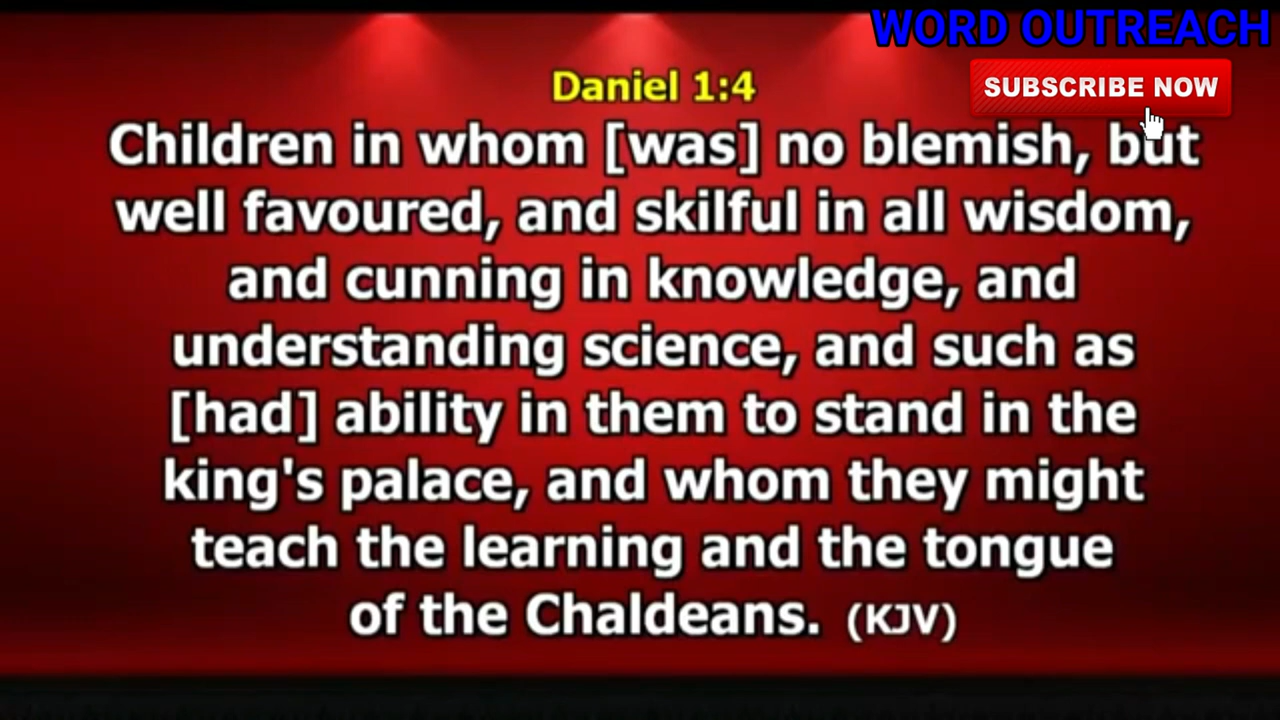 WORD OUTREACH
SUBSCRIBE NOW
Daniel 1:4
Children in whom [was] no blemish, but
well favoured, and skilful in all wisdom,
and cunning in knowledge, and
understanding science, and such as
[had] ability in them to stand in the
king's palace, and whom they might
teach the learning and the tongue
of the Chaldeans. (KJV)